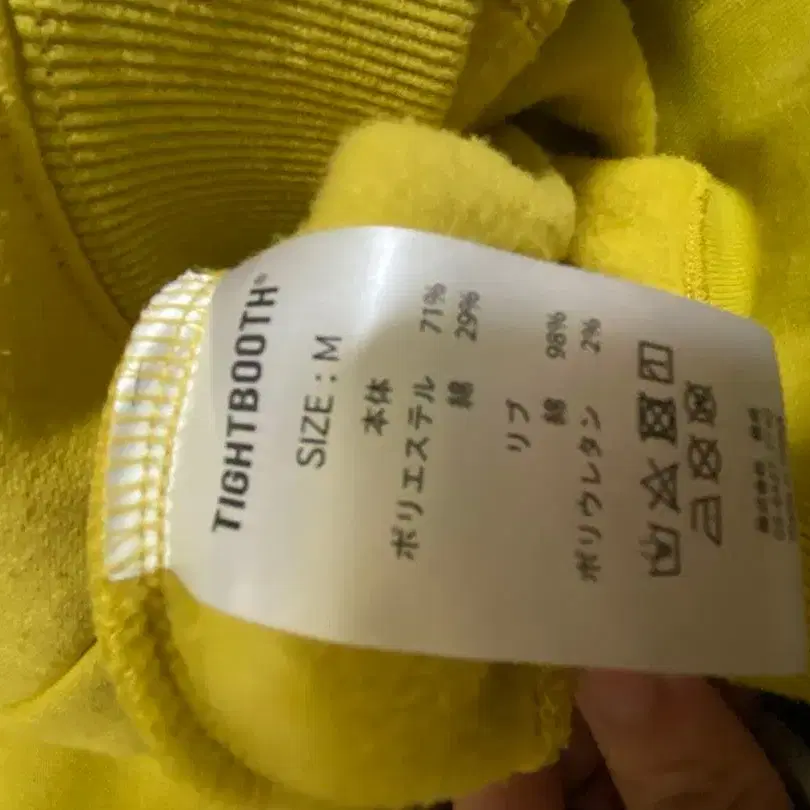 TIGHTBOOTH®
SIZE : M
本体
ポリエステル 71%
綿 29%
リブ
綿 98%
ポリウレタン 2%